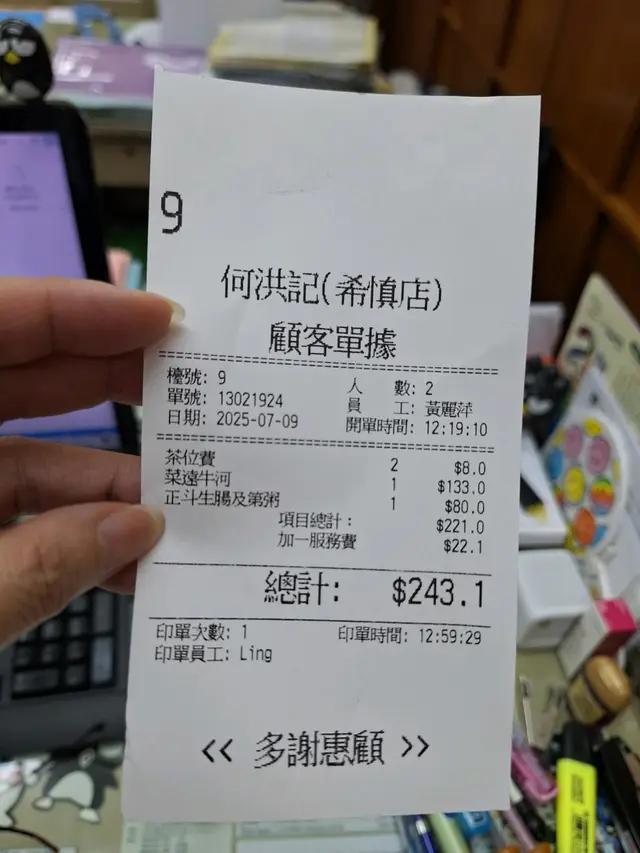 9
何洪記(希慎店)
顧客單據
檯號: 9 人 數: 2
單號: 13021924 員 工: 黃麗萍
日期: 2025-07-09 開單時間: 12:19:10
茶位費 2 $8.0
菜遠牛河 1 $133.0
正斗生腸及第粥 1 $80.0
項目總計: $221.0
加一服務費 $22.1
總計: $243.1
印單次數: 1 印單時間: 12:59:29
印單員工: Ling
<< 多謝惠顧 >>